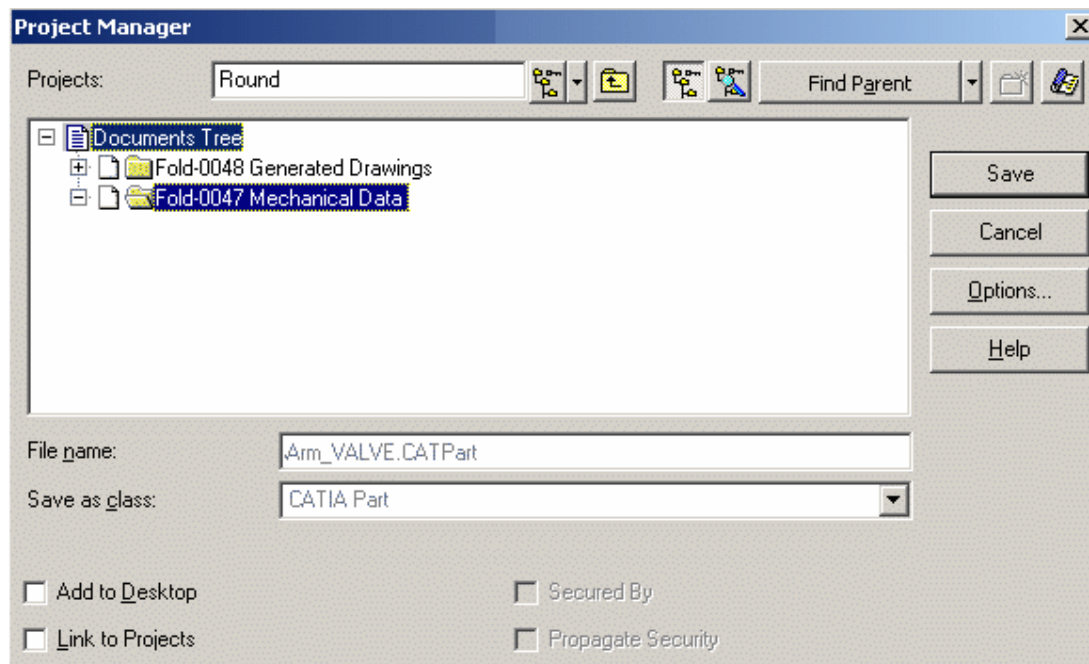 Project Manager
Projects: Round Find Parent
Documents Tree
Fold-0048 Generated Drawings
Fold-0047 Mechanical Data
Save
Cancel
Options...
Help
File name: Arm_VALVE.CATPart
Save as class: CATIA Part
Add to Desktop Secured By
Link to Projects Propagate Security